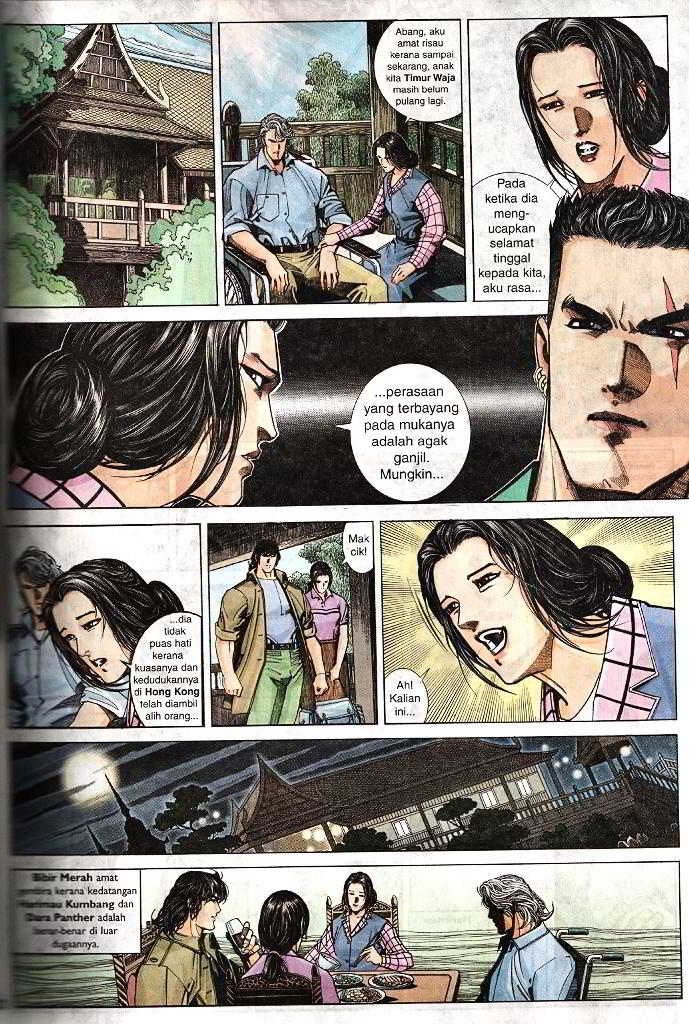 Abang, aku
amat risau
kerana sampai
sekarang, anak
kita Timur Waja
masih belum
pulang lagi.
Pada
ketika dia
meng-
ucapkan
selamat
tinggal
kepada kita,
aku rasa...
...perasaan
yang terbayang
pada mukanya
adalah agak
ganjil.
Mungkin...
...dia
tidak
puas hati
kerana
kuasanya dan
kedudukannya
di Hong Kong
telah diambil
alih orang...
Mak
cik!
Ah!
Kalian
ini...
Bibir Merah amat
gembira kerana kedatangan
Harimau Kumbang dan
Dara Panther adalah
benar-benar di luar
dugaannya.